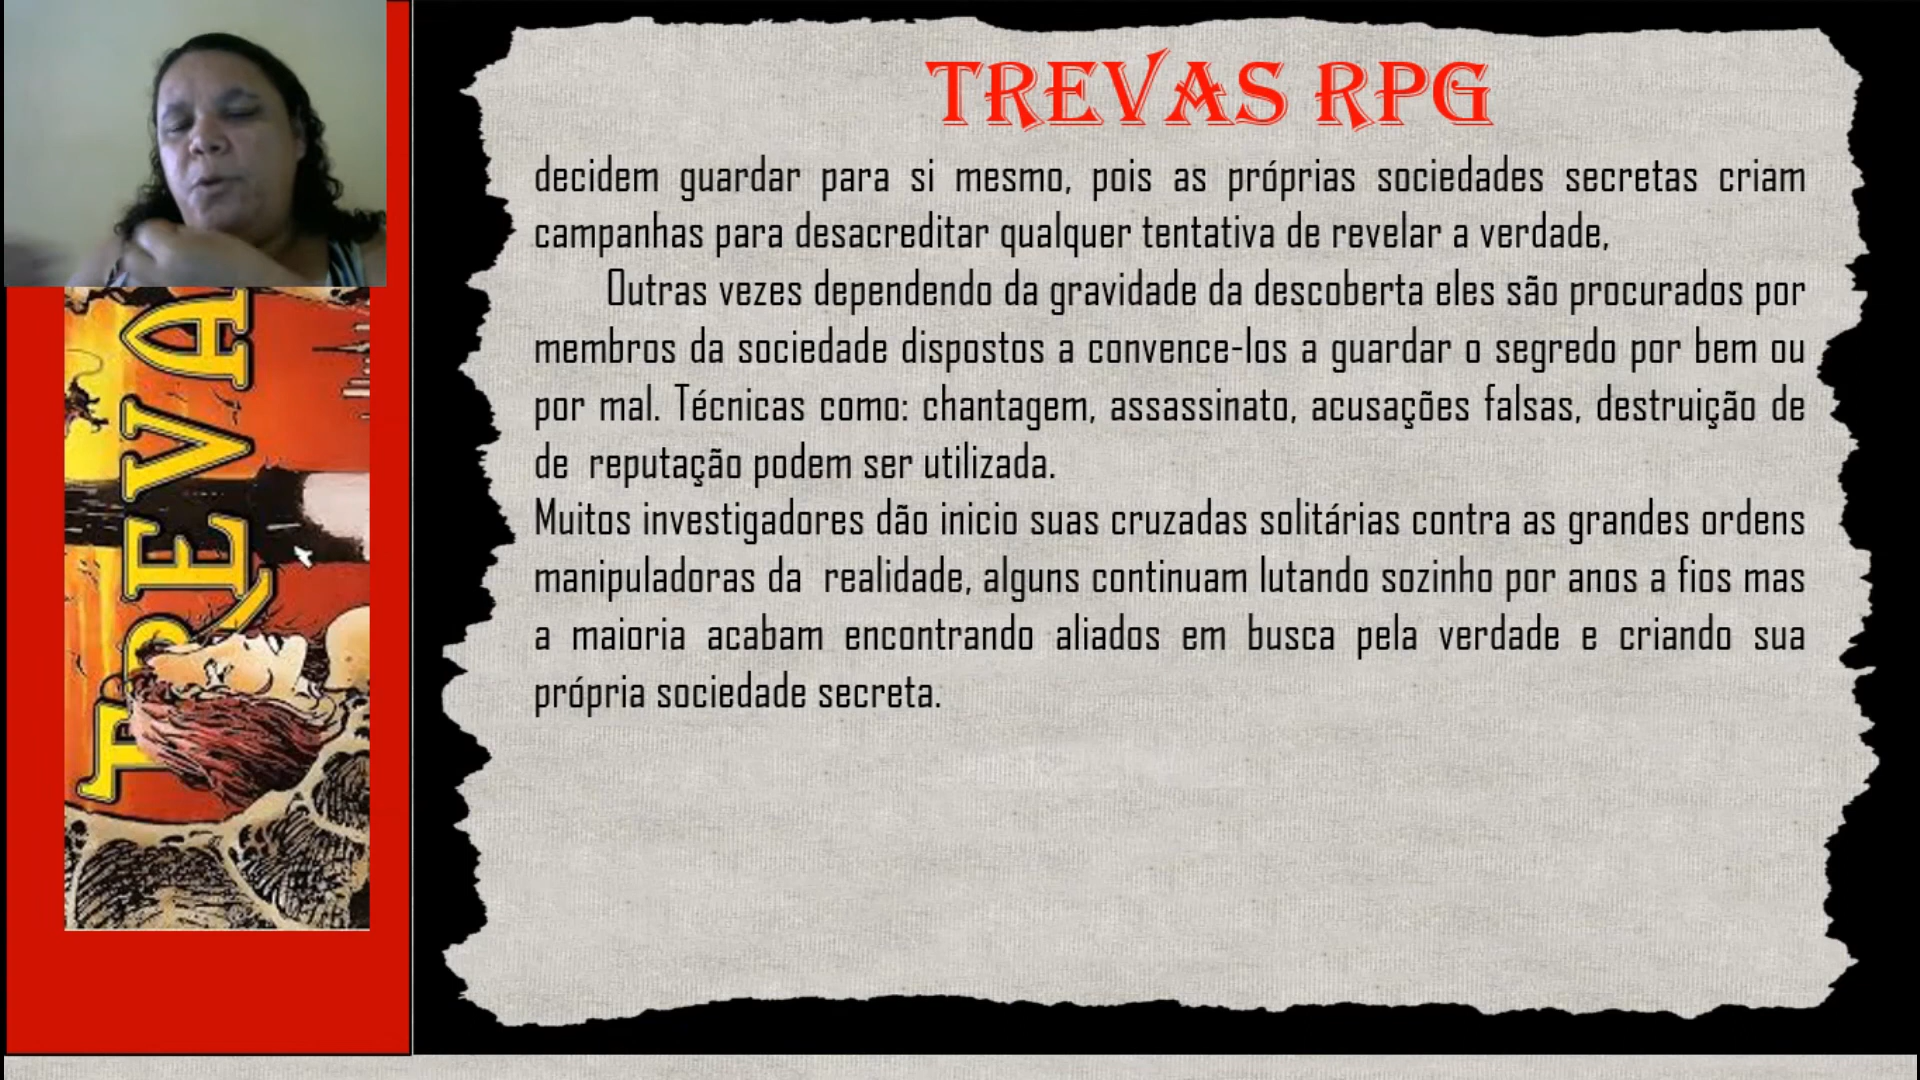 TREVAS RPG
decidem guardar para si mesmo, pois as próprias sociedades secretas criam
campanhas para desacreditar qualquer tentativa de revelar a verdade,
Outras vezes dependendo da gravidade da descoberta eles são procurados por
membros da sociedade dispostos a convence-los a guardar o segredo por bem ou
por mal. Técnicas como: chantagem, assassinato, acusações falsas, destruição de
de reputação podem ser utilizada.
Muitos investigadores dão inicio suas cruzadas solitárias contra as grandes ordens
manipuladoras da realidade, alguns continuam lutando sozinho por anos a fios mas
a maioria acabam encontrando aliados em busca pela verdade e criando sua
própria sociedade secreta.
TREVA